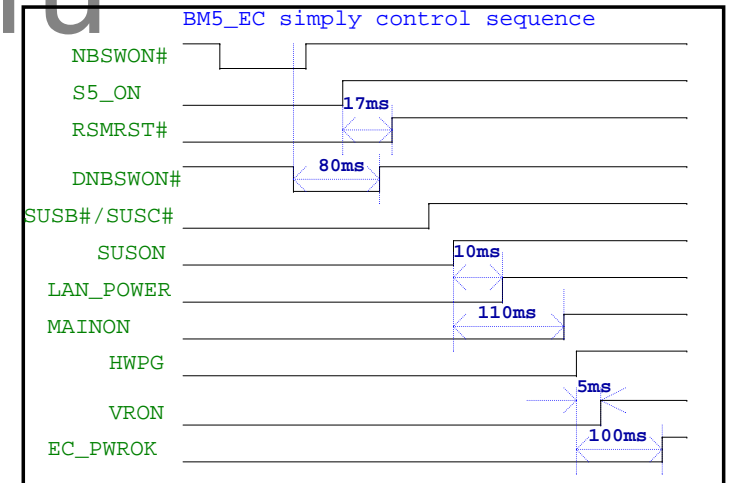 BM5_EC simply control sequence
NBSWON#
S5_ON
17ms
RSMRST#
80ms
DNBSWON#
SUSB#/SUSC#
SUSON
10ms
LAN_POWER
110ms
MAINON
HWPG
5ms
VRON
100ms
EC_PWROK